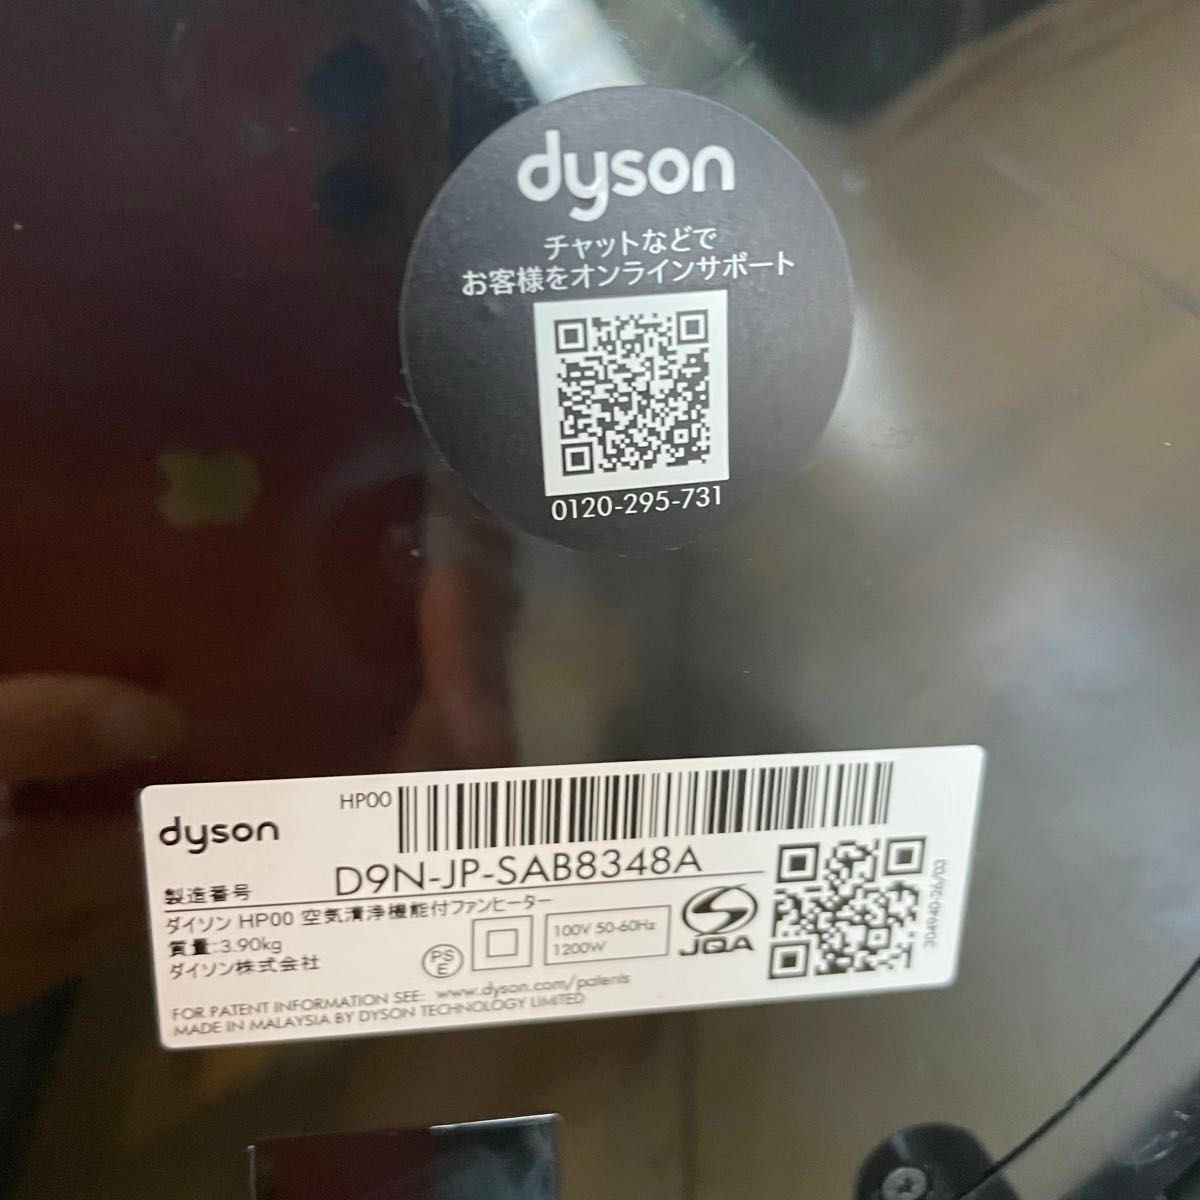 dyson
チャットなどで
お客様をオンラインサポート
0120-295-731
HP00
dyson
製造番号 D9N-JP-SAB8348A
ダイソン HP00 空気清浄機能付ファンヒーター
質量:3.90kg
ダイソン株式会社
PS
E
100V 50-60Hz
1200W
JQA
304940-26/03
FOR PATENT INFORMATION SEE: www.dyson.com/patents
MADE IN MALAYSIA BY DYSON TECHNOLOGY LIMITED